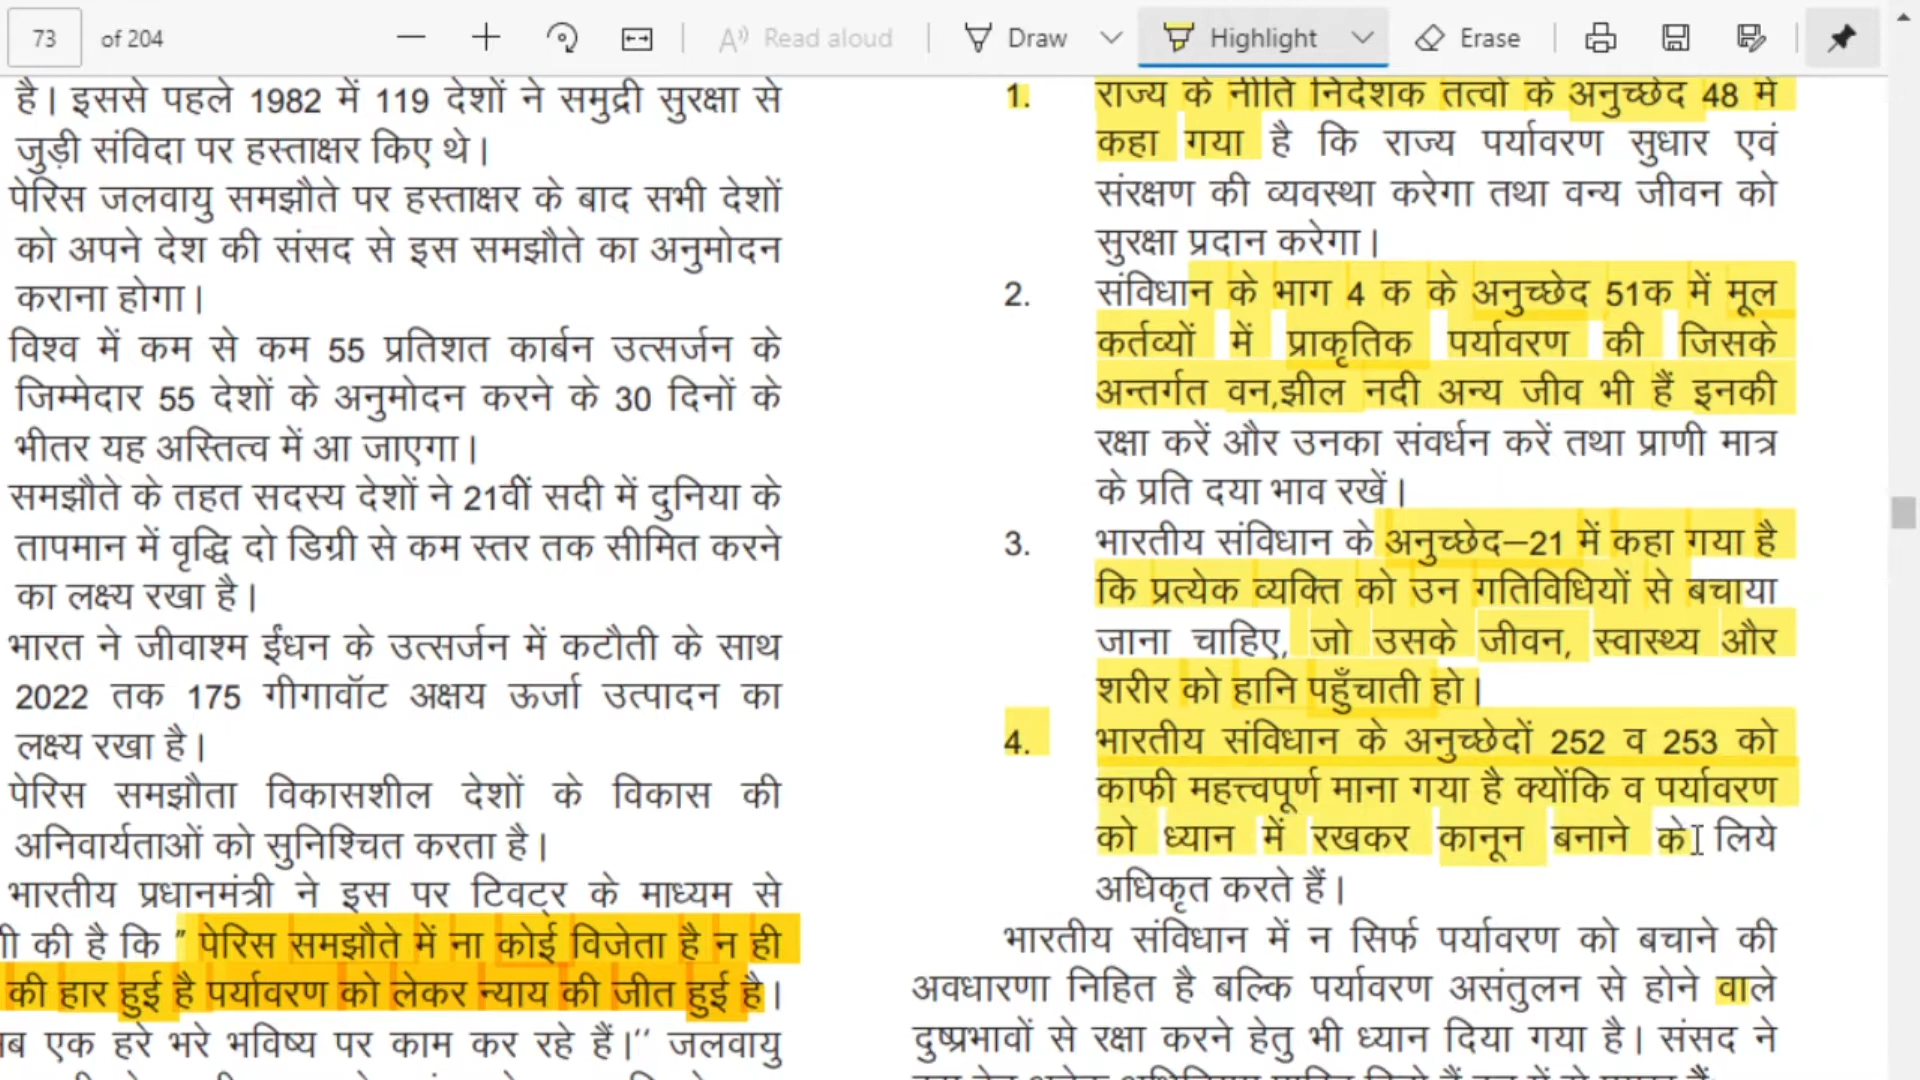 73 of 204 Read aloud Draw Highlight Erase
है। इससे पहले 1982 में 119 देशों ने समुद्री सुरक्षा से
जुड़ी संविदा पर हस्ताक्षर किए थे।
पेरिस जलवायु समझौते पर हस्ताक्षर के बाद सभी देशों
को अपने देश की संसद से इस समझौते का अनुमोदन
कराना होगा।
विश्व में कम से कम 55 प्रतिशत कार्बन उत्सर्जन के
जिम्मेदार 55 देशों के अनुमोदन करने के 30 दिनों के
भीतर यह अस्तित्व में आ जाएगा।
समझौते के तहत सदस्य देशों ने 21वीं सदी में दुनिया के
तापमान में वृद्धि दो डिग्री से कम स्तर तक सीमित करने
का लक्ष्य रखा है।
भारत ने जीवाश्म ईंधन के उत्सर्जन में कटौती के साथ
2022 तक 175 गीगावॉट अक्षय ऊर्जा उत्पादन का
लक्ष्य रखा है।
पेरिस समझौता विकासशील देशों के विकास की
अनिवार्यताओं को सुनिश्चित करता है।
भारतीय प्रधानमंत्री ने इस पर टिवट्र के माध्यम से
की है कि " पेरिस समझौते में ना कोई विजेता है न ही
की हार हुई है पर्यावरण को लेकर न्याय की जीत हुई है।
एक हरे भरे भविष्य पर काम कर रहे हैं।'' जलवायु
1. राज्य के नीति निदेशक तत्वों के अनुच्छेद 48 में
कहा गया है कि राज्य पर्यावरण सुधार एवं
संरक्षण की व्यवस्था करेगा तथा वन्य जीवन को
सुरक्षा प्रदान करेगा।
2. संविधान के भाग 4 क के अनुच्छेद 51क में मूल
कर्तव्यों में प्राकृतिक पर्यावरण की जिसके
अन्तर्गत वन,झील नदी अन्य जीव भी हैं इनकी
रक्षा करें और उनका संवर्धन करें तथा प्राणी मात्र
के प्रति दया भाव रखें।
3. भारतीय संविधान के अनुच्छेद–21 में कहा गया है
कि प्रत्येक व्यक्ति को उन गतिविधियों से बचाया
जाना चाहिए, जो उसके जीवन, स्वास्थ्य और
शरीर को हानि पहुँचाती हो।
4. भारतीय संविधान के अनुच्छेदों 252 व 253 को
काफी महत्त्वपूर्ण माना गया है क्योंकि व पर्यावरण
को ध्यान में रखकर कानून बनाने के लिये
अधिकृत करते हैं।
भारतीय संविधान में न सिर्फ पर्यावरण को बचाने की
अवधारणा निहित है बल्कि पर्यावरण असंतुलन से होने वाले
दुष्प्रभावों से रक्षा करने हेतु भी ध्यान दिया गया है। संसद ने